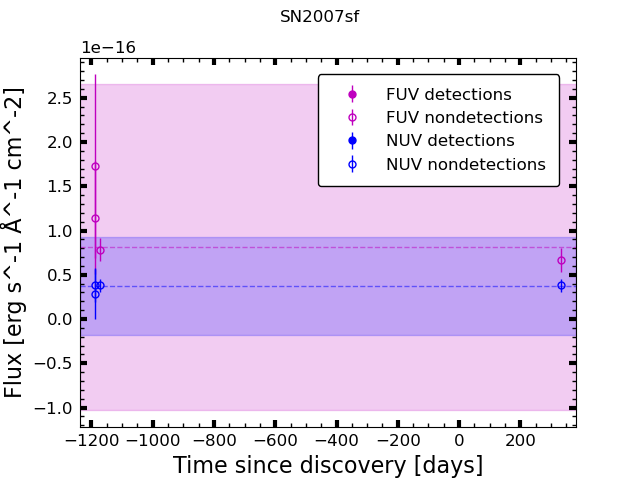 SN2007sf
1e−16
FUV detections
FUV nondetections
NUV detections
NUV nondetections
2.5
2.0
1.5
1.0
0.5
0.0
−0.5
−1.0
Flux [erg s^-1 Å^-1 cm^-2]
−1200 −1000 −800 −600 −400 −200 0 200
Time since discovery [days]